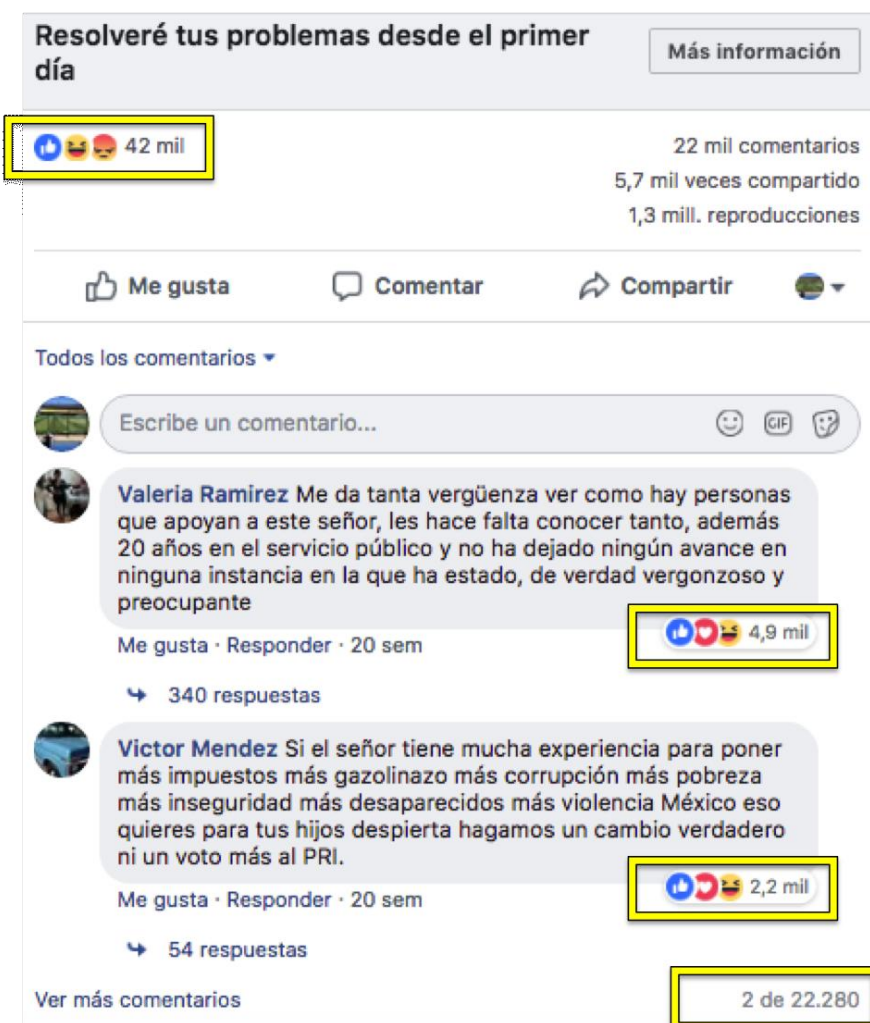 Resolveré tus problemas desde el primer
día
Más información
42 mil
22 mil comentarios
5,7 mil veces compartido
1,3 mill. reproducciones
Me gusta
Comentar
Compartir
Todos los comentarios
Escribe un comentario...
GIF
Valeria Ramirez Me da tanta vergüenza ver como hay personas
que apoyan a este señor, les hace falta conocer tanto, además
20 años en el servicio público y no ha dejado ningún avance en
ninguna instancia en la que ha estado, de verdad vergonzoso y
preocupante
4,9 mil
Me gusta · Responder · 20 sem
340 respuestas
Victor Mendez Si el señor tiene mucha experiencia para poner
más impuestos más gazolinazo más corrupción más pobreza
más inseguridad más desaparecidos más violencia México eso
quieres para tus hijos despierta hagamos un cambio verdadero
ni un voto más al PRI.
2,2 mil
Me gusta · Responder · 20 sem
54 respuestas
Ver más comentarios
2 de 22.280